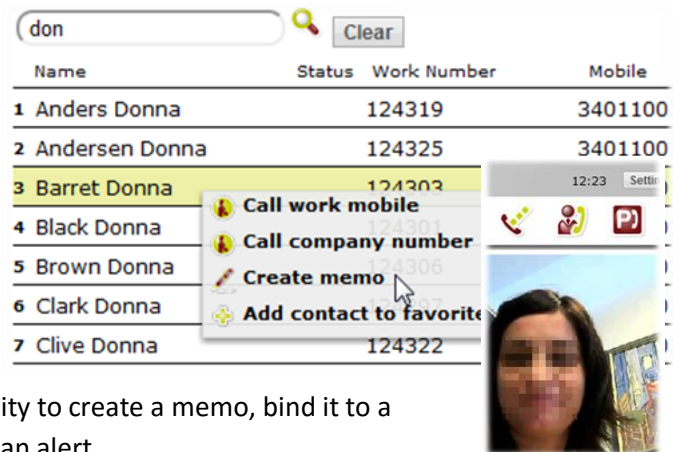 don Clear
Name Status Work Number Mobile
1 Anders Donna 124319 3401100
2 Andersen Donna 124325 3401100
3 Barret Donna 124303
4 Black Donna 124301
5 Brown Donna 124306
6 Clark Donna
7 Clive Donna 124322
Call work mobile
Call company number
Create memo
Add contact to favorite
12:23 Settin
P)
ity to create a memo, bind it to a
an alert